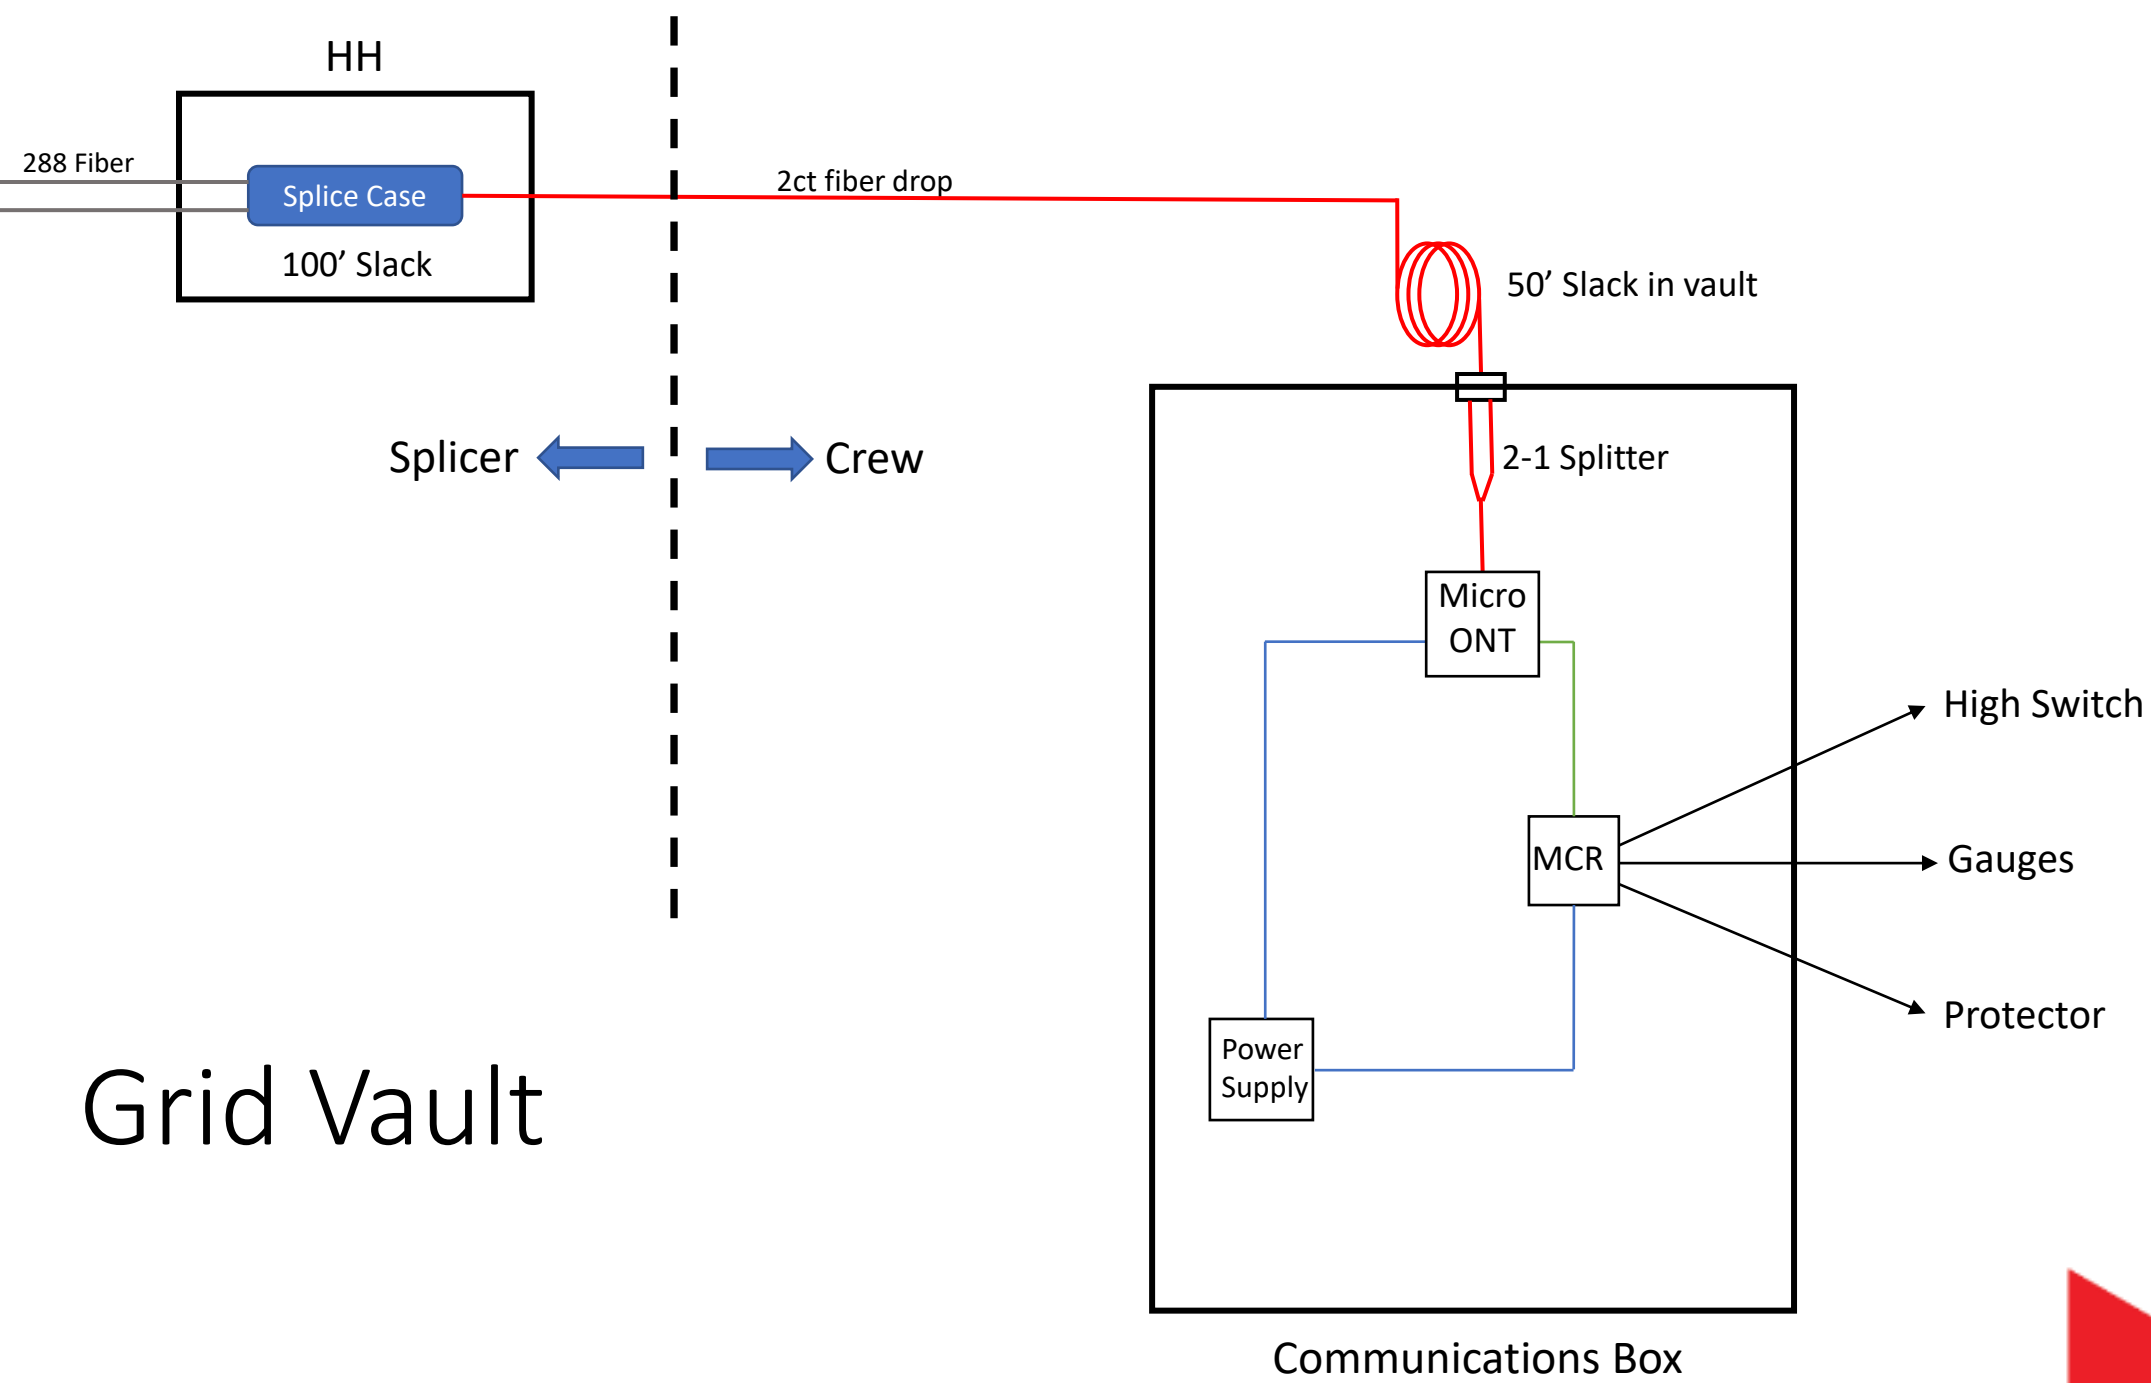 HH
288 Fiber
Splice Case
100’ Slack
2ct fiber drop
50’ Slack in vault
Splicer
Crew
2-1 Splitter
Micro
ONT
High Switch
MCR
Gauges
Protector
Power
Supply
Grid Vault
Communications Box